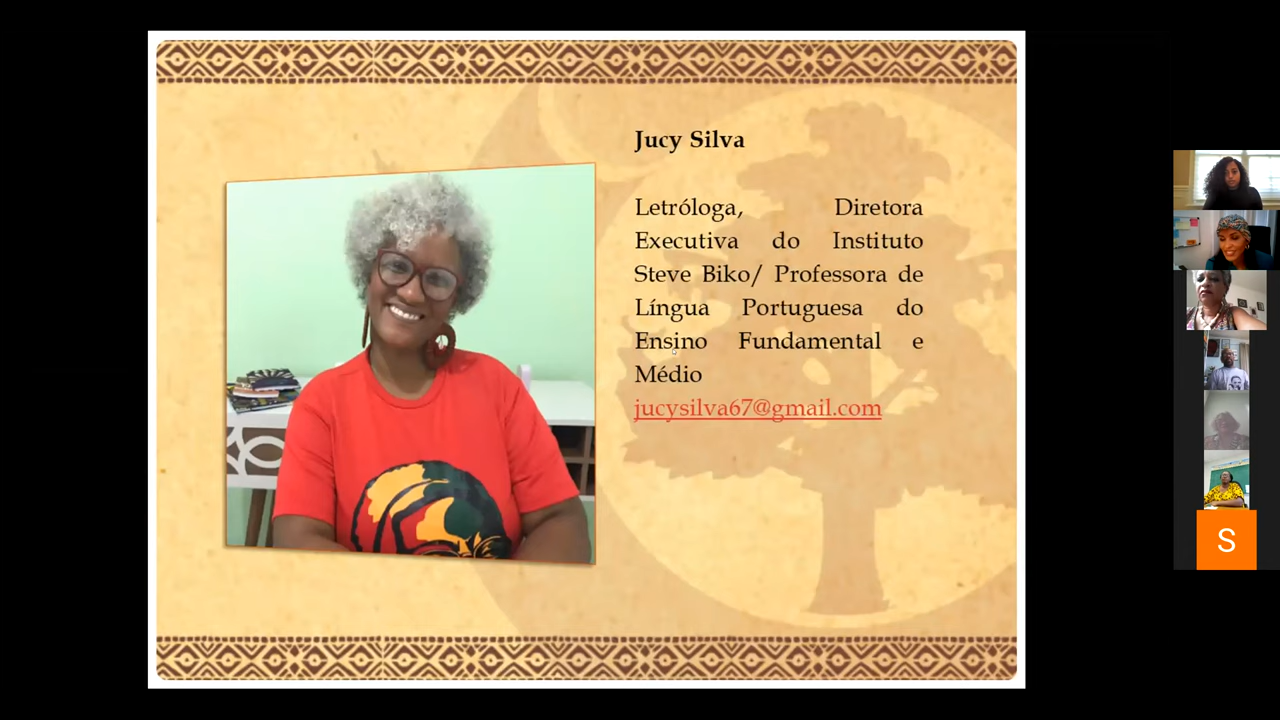 Jucy Silva
Letróloga, Diretora
Executiva do Instituto
Steve Biko/ Professora de
Língua Portuguesa do
Ensino Fundamental e
Médio
jucysilva67@gmail.com
S